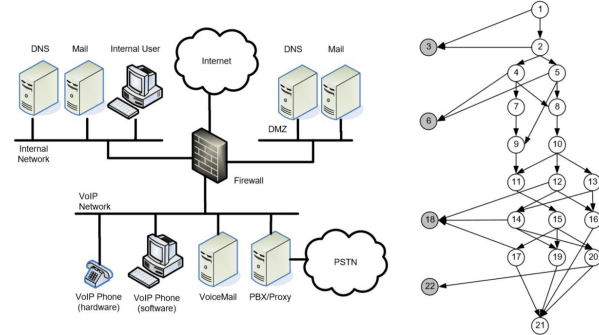 DNS Mail Internal User
Internet
DNS Mail
DMZ
Internal
Network
Firewall
VoIP
Network
PSTN
VoIP Phone
(hardware)
VoIP Phone
(software)
VoiceMail
PBX/Proxy
1
3
2
4 5
6
7 8
9 10
11 12 13
18
14 15 16
17 19 20
22
21